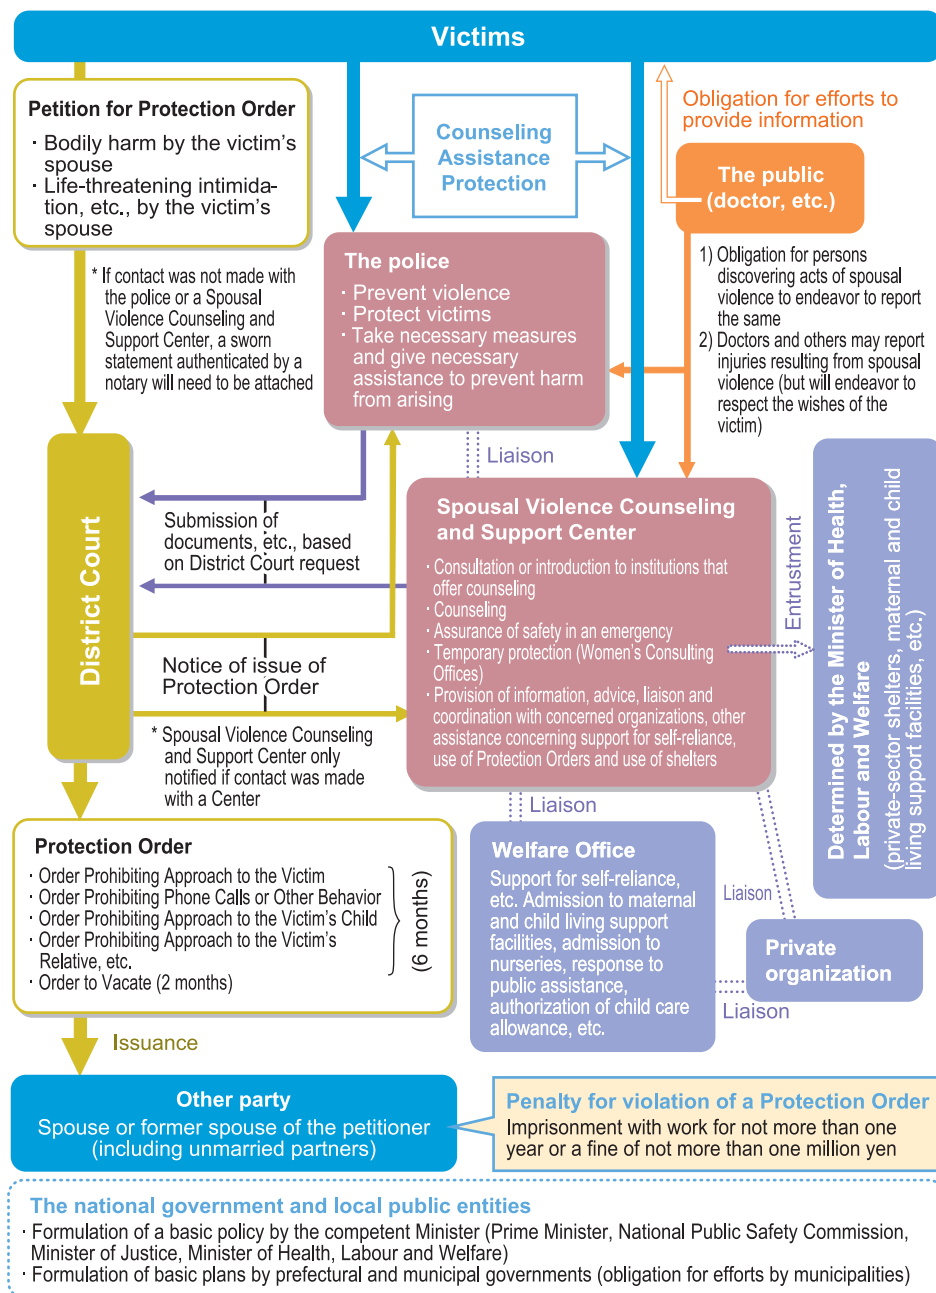 Victims
Petition for Protection Order
· Bodily harm by the victim's
spouse
· Life-threatening intimida-
tion, etc., by the victim's
spouse
Counseling
Assistance
Protection
Obligation for efforts to
provide information
The public
(doctor, etc.)
The police
· Prevent violence
· Protect victims
· Take necessary measures
and give necessary
assistance to prevent harm
from arising
* If contact was not made with
the police or a Spousal
Violence Counseling and
Support Center, a sworn
statement authenticated by a
notary will need to be attached
1) Obligation for persons
discovering acts of spousal
violence to endeavor to report
the same
2) Doctors and others may report
injuries resulting from spousal
violence (but will endeavor to
respect the wishes of the
victim)
Liaison
District Court
Submission of
documents, etc., based
on District Court request
Notice of issue of
Protection Order
* Spousal Violence Counseling
and Support Center only
notified if contact was made
with a Center
Spousal Violence Counseling
and Support Center
· Consultation or introduction to institutions that
offer counseling
· Counseling
· Assurance of safety in an emergency
· Temporary protection (Women's Consulting
Offices)
· Provision of information, advice, liaison and
coordination with concerned organizations, other
assistance concerning support for self-reliance,
use of Protection Orders and use of shelters
Entrustment
Determined by the Minister of Health,
Labour and Welfare
(private-sector shelters, maternal and child
living support facilities, etc.)
Liaison
Welfare Office
Support for self-reliance,
etc. Admission to maternal
and child living support
facilities, admission to
nurseries, response to
public assistance,
authorization of child care
allowance, etc.
Liaison
Private
organization
Liaison
Protection Order
· Order Prohibiting Approach to the Victim
· Order Prohibiting Phone Calls or Other Behavior
· Order Prohibiting Approach to the Victim's Child
· Order Prohibiting Approach to the Victim's
Relative, etc.
· Order to Vacate (2 months)
(6 months)
Issuance
Other party
Spouse or former spouse of the petitioner
(including unmarried partners)
Penalty for violation of a Protection Order
Imprisonment with work for not more than one
year or a fine of not more than one million yen
The national government and local public entities
· Formulation of a basic policy by the competent Minister (Prime Minister, National Public Safety Commission,
Minister of Justice, Minister of Health, Labour and Welfare)
· Formulation of basic plans by prefectural and municipal governments (obligation for efforts by municipalities)